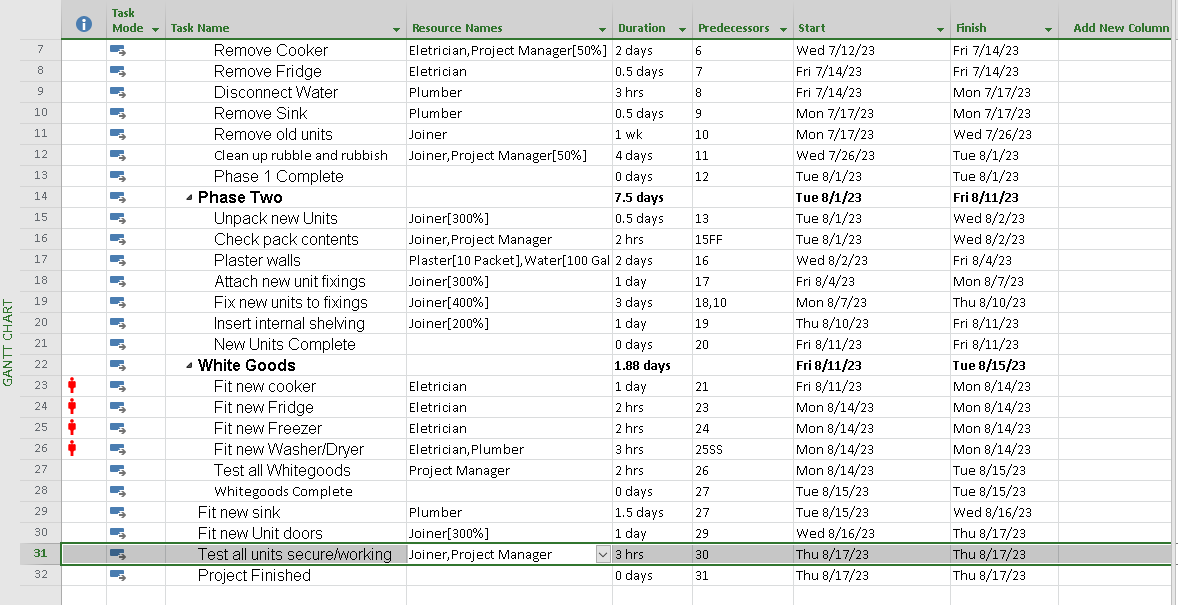 Task Mode Task Name Resource Names Duration Predecessors Start Finish Add New Column
7 Remove Cooker Eletrician,Project Manager[50%] 2 days 6 Wed 7/12/23 Fri 7/14/23
8 Remove Fridge Eletrician 0.5 days 7 Fri 7/14/23 Fri 7/14/23
9 Disconnect Water Plumber 3 hrs 8 Fri 7/14/23 Mon 7/17/23
10 Remove Sink Plumber 0.5 days 9 Mon 7/17/23 Mon 7/17/23
11 Remove old units Joiner 1 wk 10 Mon 7/17/23 Wed 7/26/23
12 Clean up rubble and rubbish Joiner,Project Manager[50%] 4 days 11 Wed 7/26/23 Tue 8/1/23
13 Phase 1 Complete 0 days 12 Tue 8/1/23 Tue 8/1/23
14 Phase Two 7.5 days Tue 8/1/23 Fri 8/11/23
15 Unpack new Units Joiner[300%] 0.5 days 13 Tue 8/1/23 Wed 8/2/23
16 Check pack contents Joiner,Project Manager 2 hrs 15FF Tue 8/1/23 Wed 8/2/23
17 Plaster walls Plaster[10 Packet],Water[100 Gal 2 days 16 Wed 8/2/23 Fri 8/4/23
18 Attach new unit fixings Joiner[300%] 1 day 17 Fri 8/4/23 Mon 8/7/23
19 Fix new units to fixings Joiner[400%] 3 days 18,10 Mon 8/7/23 Thu 8/10/23
20 Insert internal shelving Joiner[200%] 1 day 19 Thu 8/10/23 Fri 8/11/23
21 New Units Complete 0 days 20 Fri 8/11/23 Fri 8/11/23
22 White Goods 1.88 days Fri 8/11/23 Tue 8/15/23
23 Fit new cooker Eletrician 1 day 21 Fri 8/11/23 Mon 8/14/23
24 Fit new Fridge Eletrician 2 hrs 23 Mon 8/14/23 Mon 8/14/23
25 Fit new Freezer Eletrician 2 hrs 24 Mon 8/14/23 Mon 8/14/23
26 Fit new Washer/Dryer Eletrician,Plumber 3 hrs 25SS Mon 8/14/23 Mon 8/14/23
27 Test all Whitegoods Project Manager 2 hrs 26 Mon 8/14/23 Tue 8/15/23
28 Whitegoods Complete 0 days 27 Tue 8/15/23 Tue 8/15/23
29 Fit new sink Plumber 1.5 days 27 Tue 8/15/23 Wed 8/16/23
30 Fit new Unit doors Joiner[300%] 1 day 29 Wed 8/16/23 Thu 8/17/23
31 Test all units secure/working Joiner,Project Manager 3 hrs 30 Thu 8/17/23 Thu 8/17/23
32 Project Finished 0 days 31 Thu 8/17/23 Thu 8/17/23
GANTT CHART